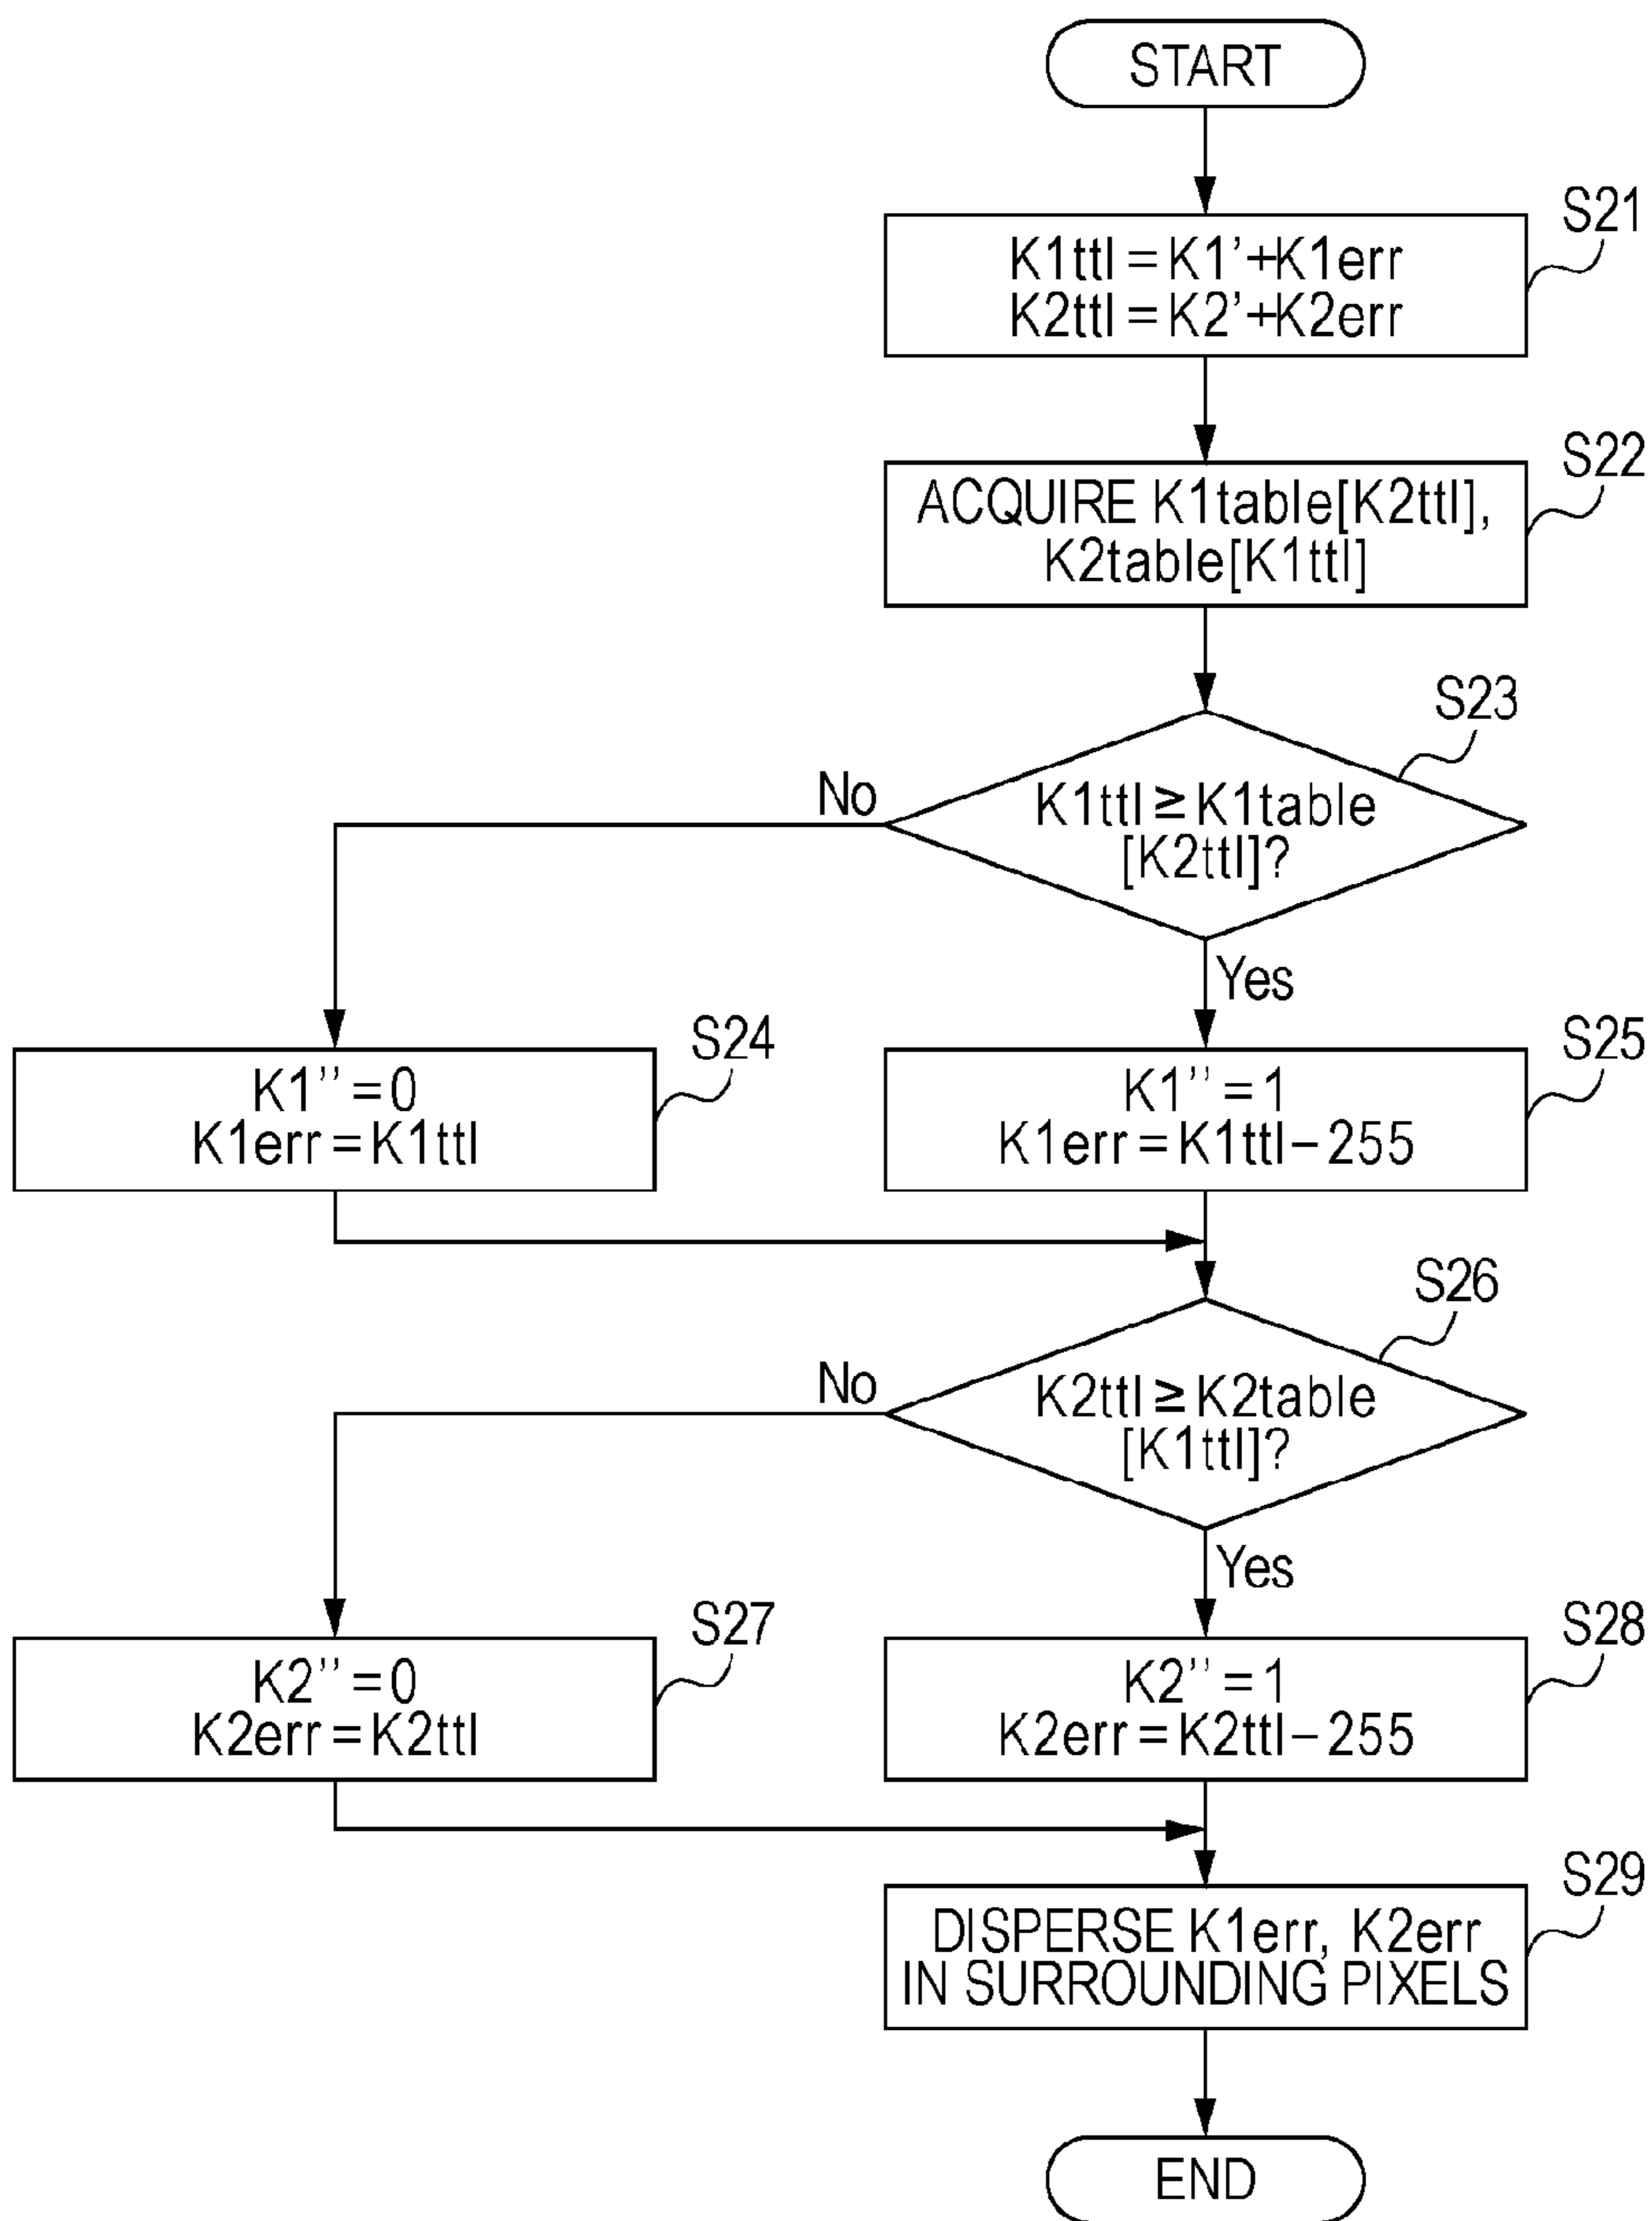 START
S21
K1ttl=K1'+K1err
K2ttl=K2'+K2err
S22
ACQUIRE K1table[K2ttl],
K2table[K1ttl]
S23
K1ttl≥K1table
[K2ttl]?
No
Yes
S24
K1''=0
K1err=K1ttl
S25
K1''=1
K1err=K1ttl−255
S26
K2ttl≥K2table
[K1ttl]?
No
Yes
S27
K2''=0
K2err=K2ttl
S28
K2''=1
K2err=K2ttl−255
S29
DISPERSE K1err, K2err
IN SURROUNDING PIXELS
END